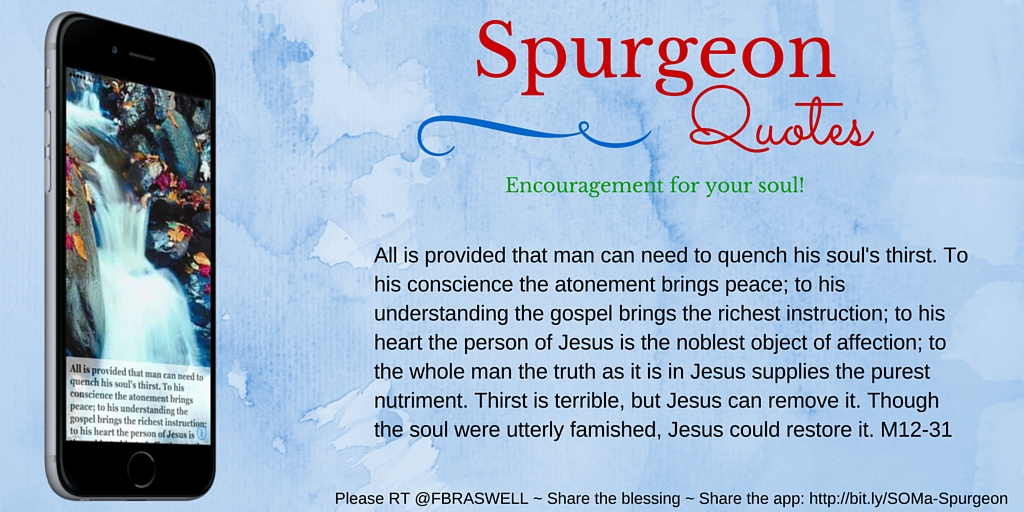 Spurgeon
Quotes
Encouragement for your soul!
All is provided that man can need to quench his soul's thirst. To
his conscience the atonement brings peace; to his
understanding the gospel brings the richest instruction; to his
heart the person of Jesus is the noblest object of affection; to
the whole man the truth as it is in Jesus supplies the purest
nutriment. Thirst is terrible, but Jesus can remove it. Though
the soul were utterly famished, Jesus could restore it. M12-31
All is provided that man can need to
quench his soul's thirst. To his
conscience the atonement brings
peace; to his understanding the
gospel brings the richest instruction;
to his heart the person of Jesus is
Please RT @FBRASWELL ~ Share the blessing ~ Share the app: http://bit.ly/SOMa-Spurgeon